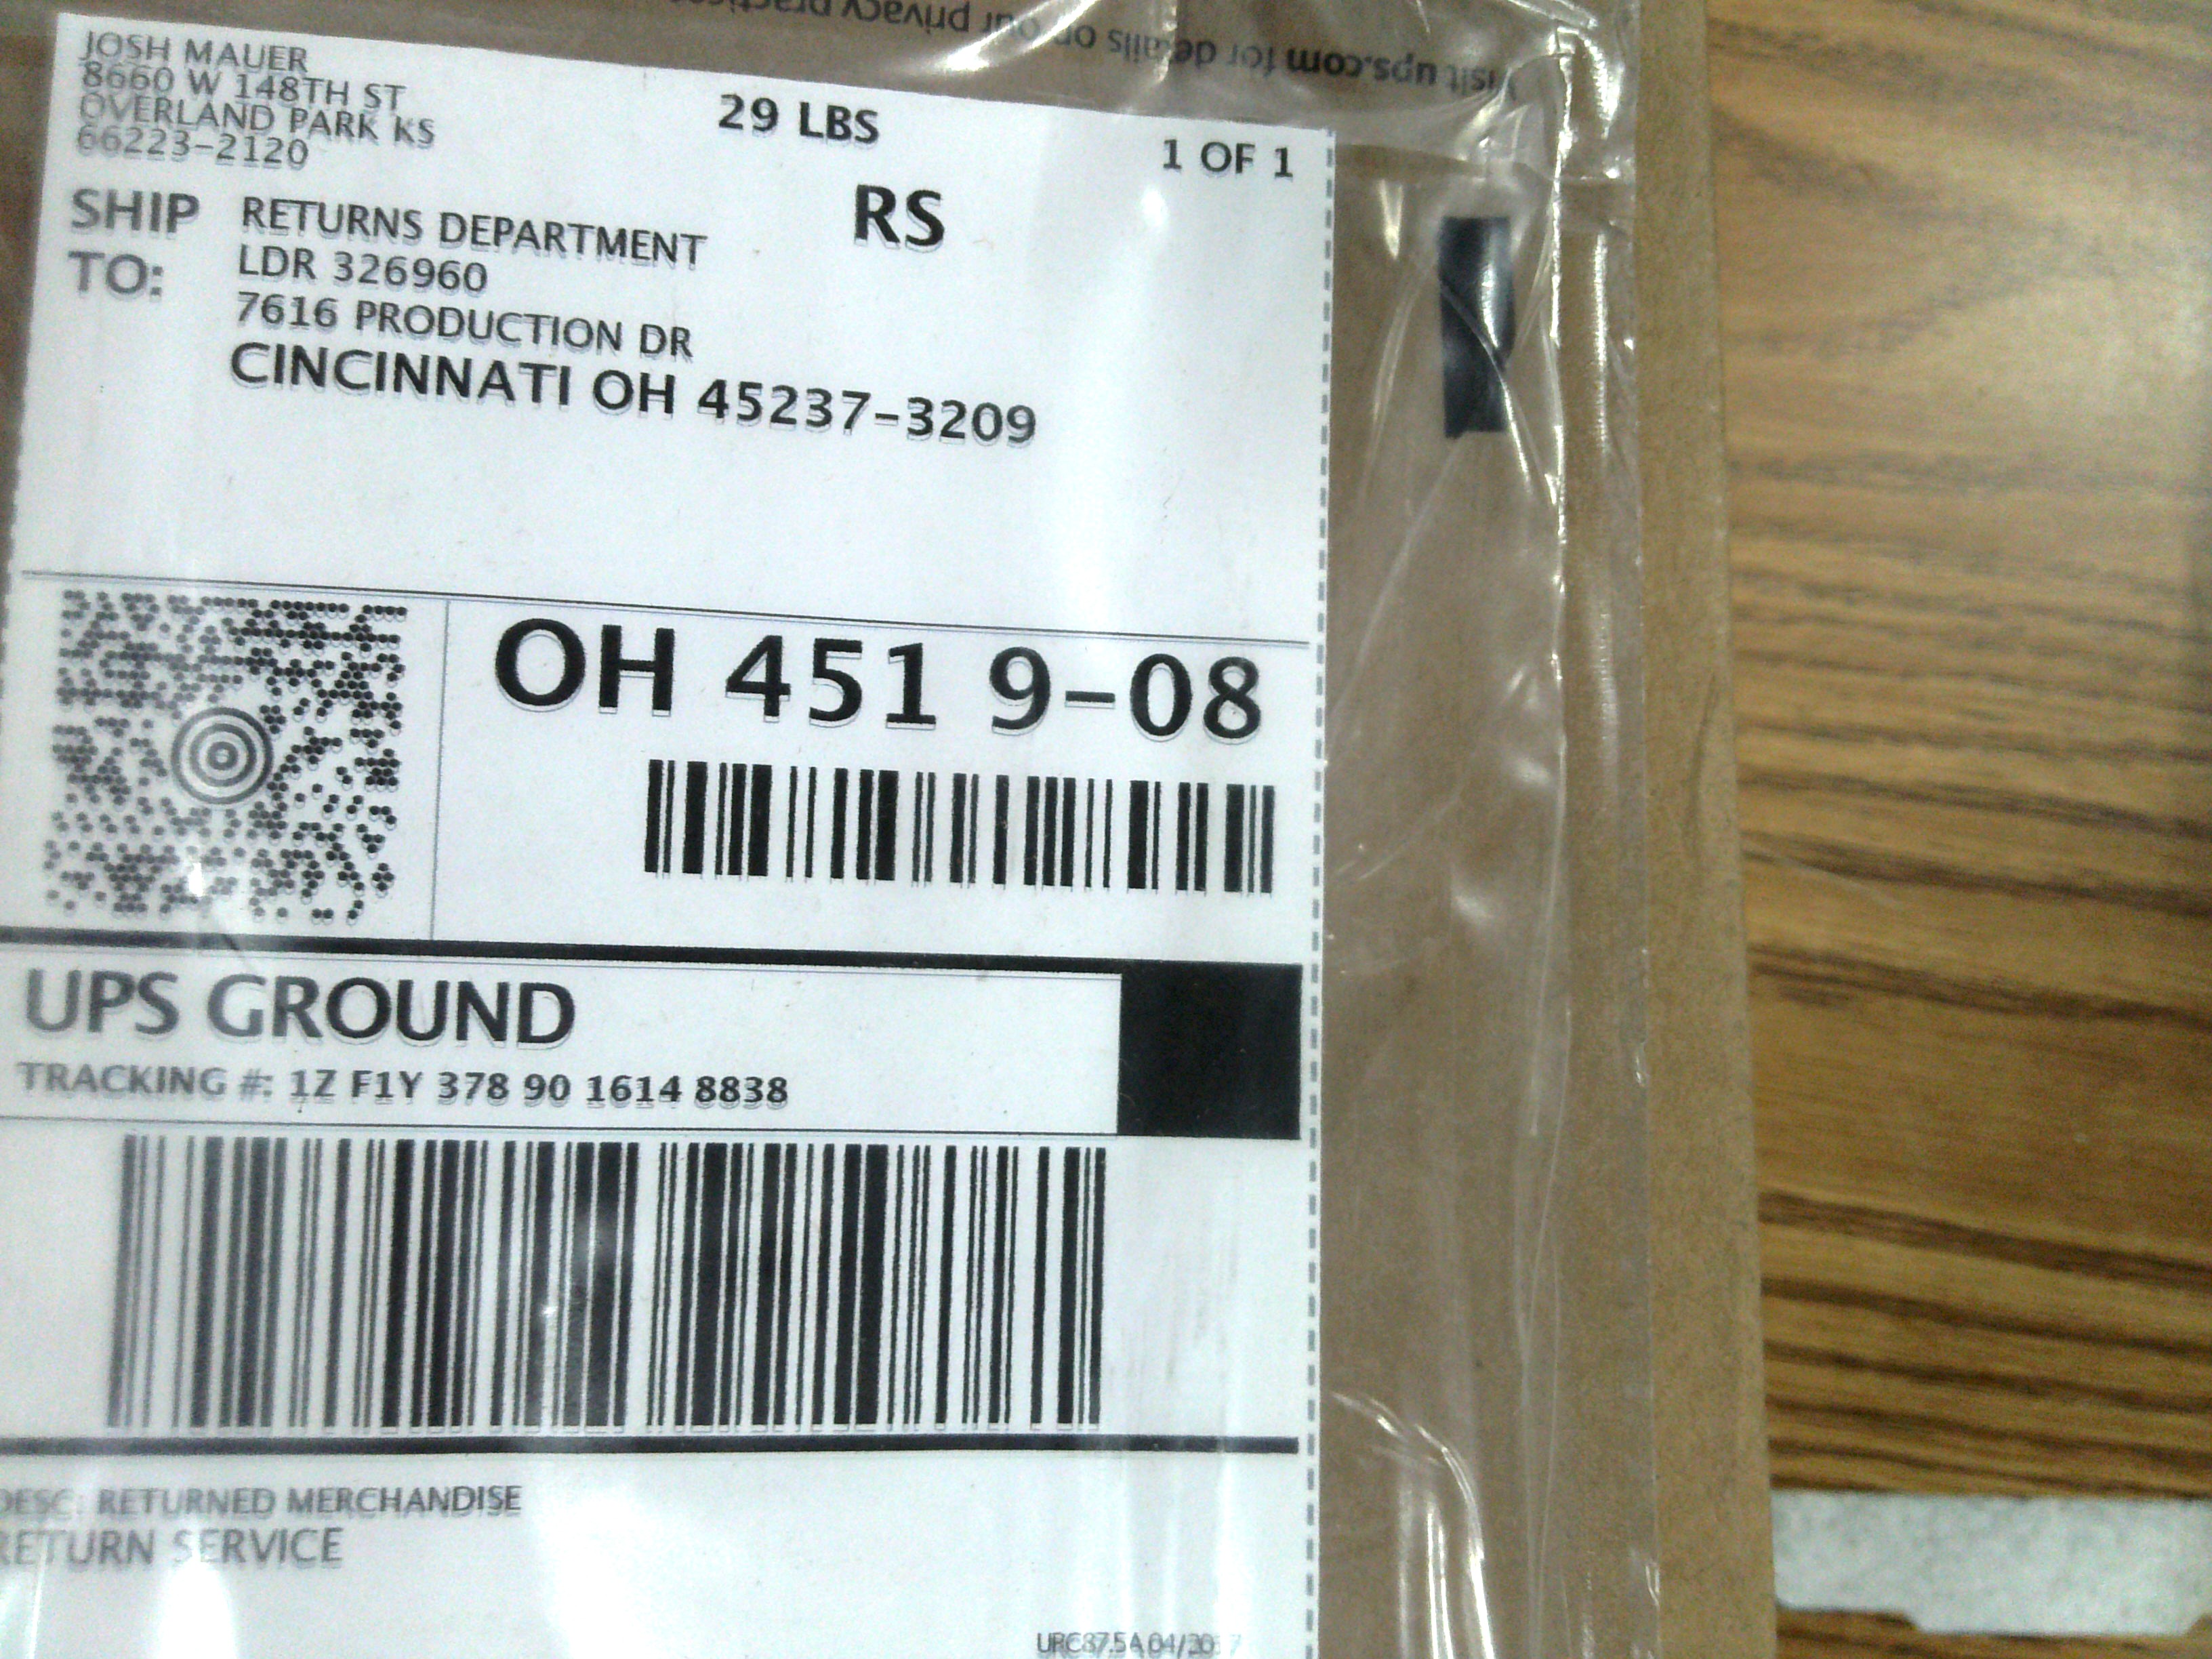 Visit ups.com for details on our privacy practices
JOSH MAUER
8660 W 148TH ST
OVERLAND PARK KS
66223-2120
29 LBS
1 OF 1
RS
SHIP TO:
RETURNS DEPARTMENT
LDR 326960
7616 PRODUCTION DR
CINCINNATI OH 45237-3209
OH 451 9-08
UPS GROUND
TRACKING #: 1Z F1Y 378 90 1614 8838
DESC: RETURNED MERCHANDISE
RETURN SERVICE